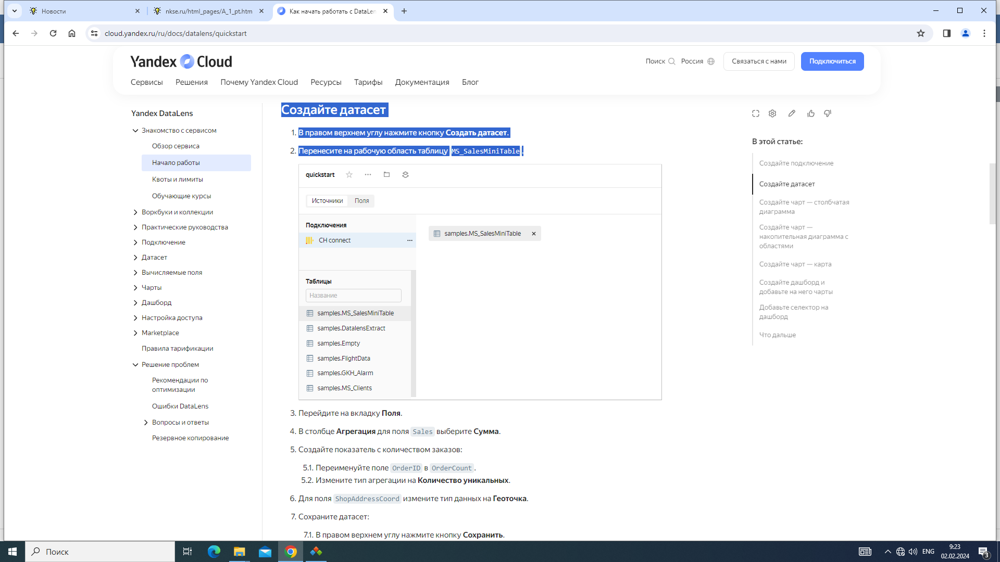 Новости
nkse.ru/html_pages/A_1_pt.htm
Как начать работать с DataLen
cloud.yandex.ru/ru/docs/datalens/quickstart
Yandex Cloud
Поиск
Россия
Связаться с нами
Подключиться
Сервисы
Решения
Почему Yandex Cloud
Ресурсы
Тарифы
Документация
Блог
Yandex DataLens
Знакомство с сервисом
Обзор сервиса
Начало работы
Квоты и лимиты
Обучающие курсы
Воркбуки и коллекции
Практические руководства
Подключение
Датасет
Вычисляемые поля
Чарты
Дашборд
Настройка доступа
Marketplace
Правила тарификации
Решение проблем
Рекомендации по
оптимизации
Ошибки DataLens
Вопросы и ответы
Резервное копирование
Создайте датасет
1. В правом верхнем углу нажмите кнопку Создать датасет.
2. Перенесите на рабочую область таблицу MS_SalesMiniTable .
quickstart
Источники
Поля
Подключения
CH connect
samples.MS_SalesMiniTable
Таблицы
Название
samples.MS_SalesMiniTable
samples.DatalensExtract
samples.Empty
samples.FlightData
samples.GKH_Alarm
samples.MS_Clients
3. Перейдите на вкладку Поля.
4. В столбце Агрегация для поля Sales выберите Сумма.
5. Создайте показатель с количеством заказов:
5.1. Переименуйте поле OrderID в OrderCount .
5.2. Измените тип агрегации на Количество уникальных.
6. Для поля ShopAddressCoord измените тип данных на Геоточка.
7. Сохраните датасет:
7.1. В правом верхнем углу нажмите кнопку Сохранить.
В этой статье:
Создайте подключение
Создайте датасет
Создайте чарт — столбчатая
диаграмма
Создайте чарт —
накопительная диаграмма с
областями
Создайте чарт — карта
Создайте дашборд и
добавьте на него чарты
Добавьте селектор на
дашборд
Что дальше
Поиск
ENG
9:23
02.02.2024
3